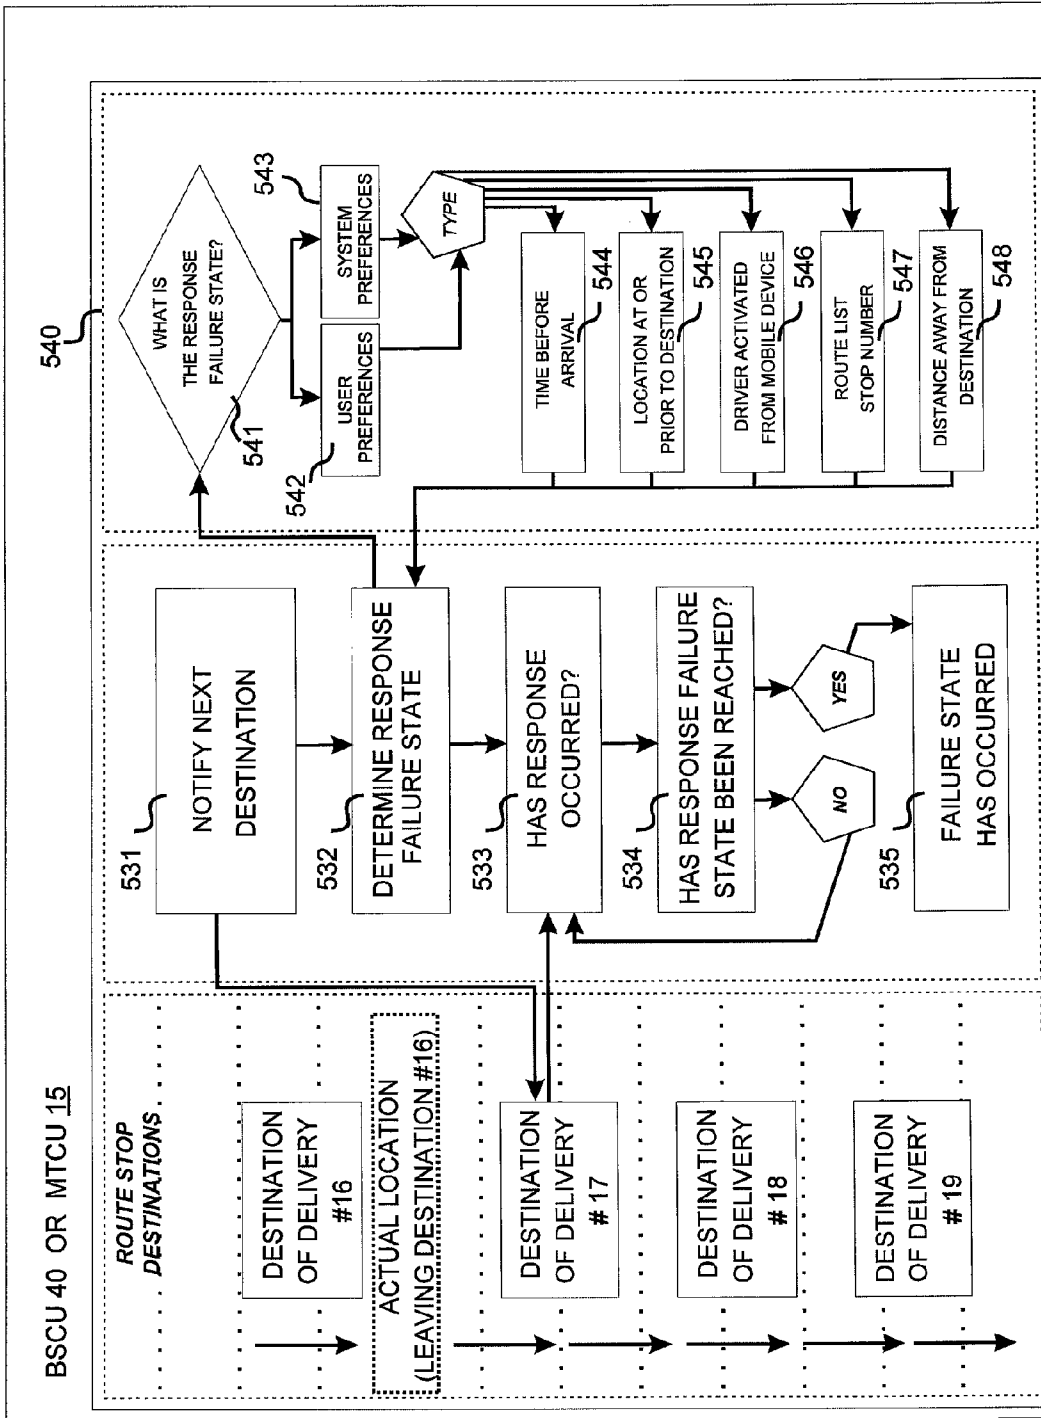 BSCU 40 OR MTCU 15
ROUTE STOP
DESTINATIONS
DESTINATION
OF DELIVERY
#16
ACTUAL LOCATION
(LEAVING DESTINATION #16)
DESTINATION
OF DELIVERY
# 17
DESTINATION
OF DELIVERY
# 18
DESTINATION
OF DELIVERY
# 19
531
NOTIFY NEXT
DESTINATION
532
DETERMINE RESPONSE
FAILURE STATE
533
HAS RESPONSE
OCCURRED?
534
HAS RESPONSE FAILURE
STATE BEEN REACHED?
NO
YES
535
FAILURE STATE
HAS OCCURRED
540
WHAT IS
THE RESPONSE
FAILURE STATE?
541
542
USER
PREFERENCES
543
SYSTEM
PREFERENCES
TYPE
TIME BEFORE
ARRIVAL
544
LOCATION AT OR
PRIOR TO DESTINATION
545
DRIVER ACTIVATED
FROM MOBILE DEVICE
546
ROUTE LIST
STOP NUMBER
547
DISTANCE AWAY FROM
DESTINATION
548